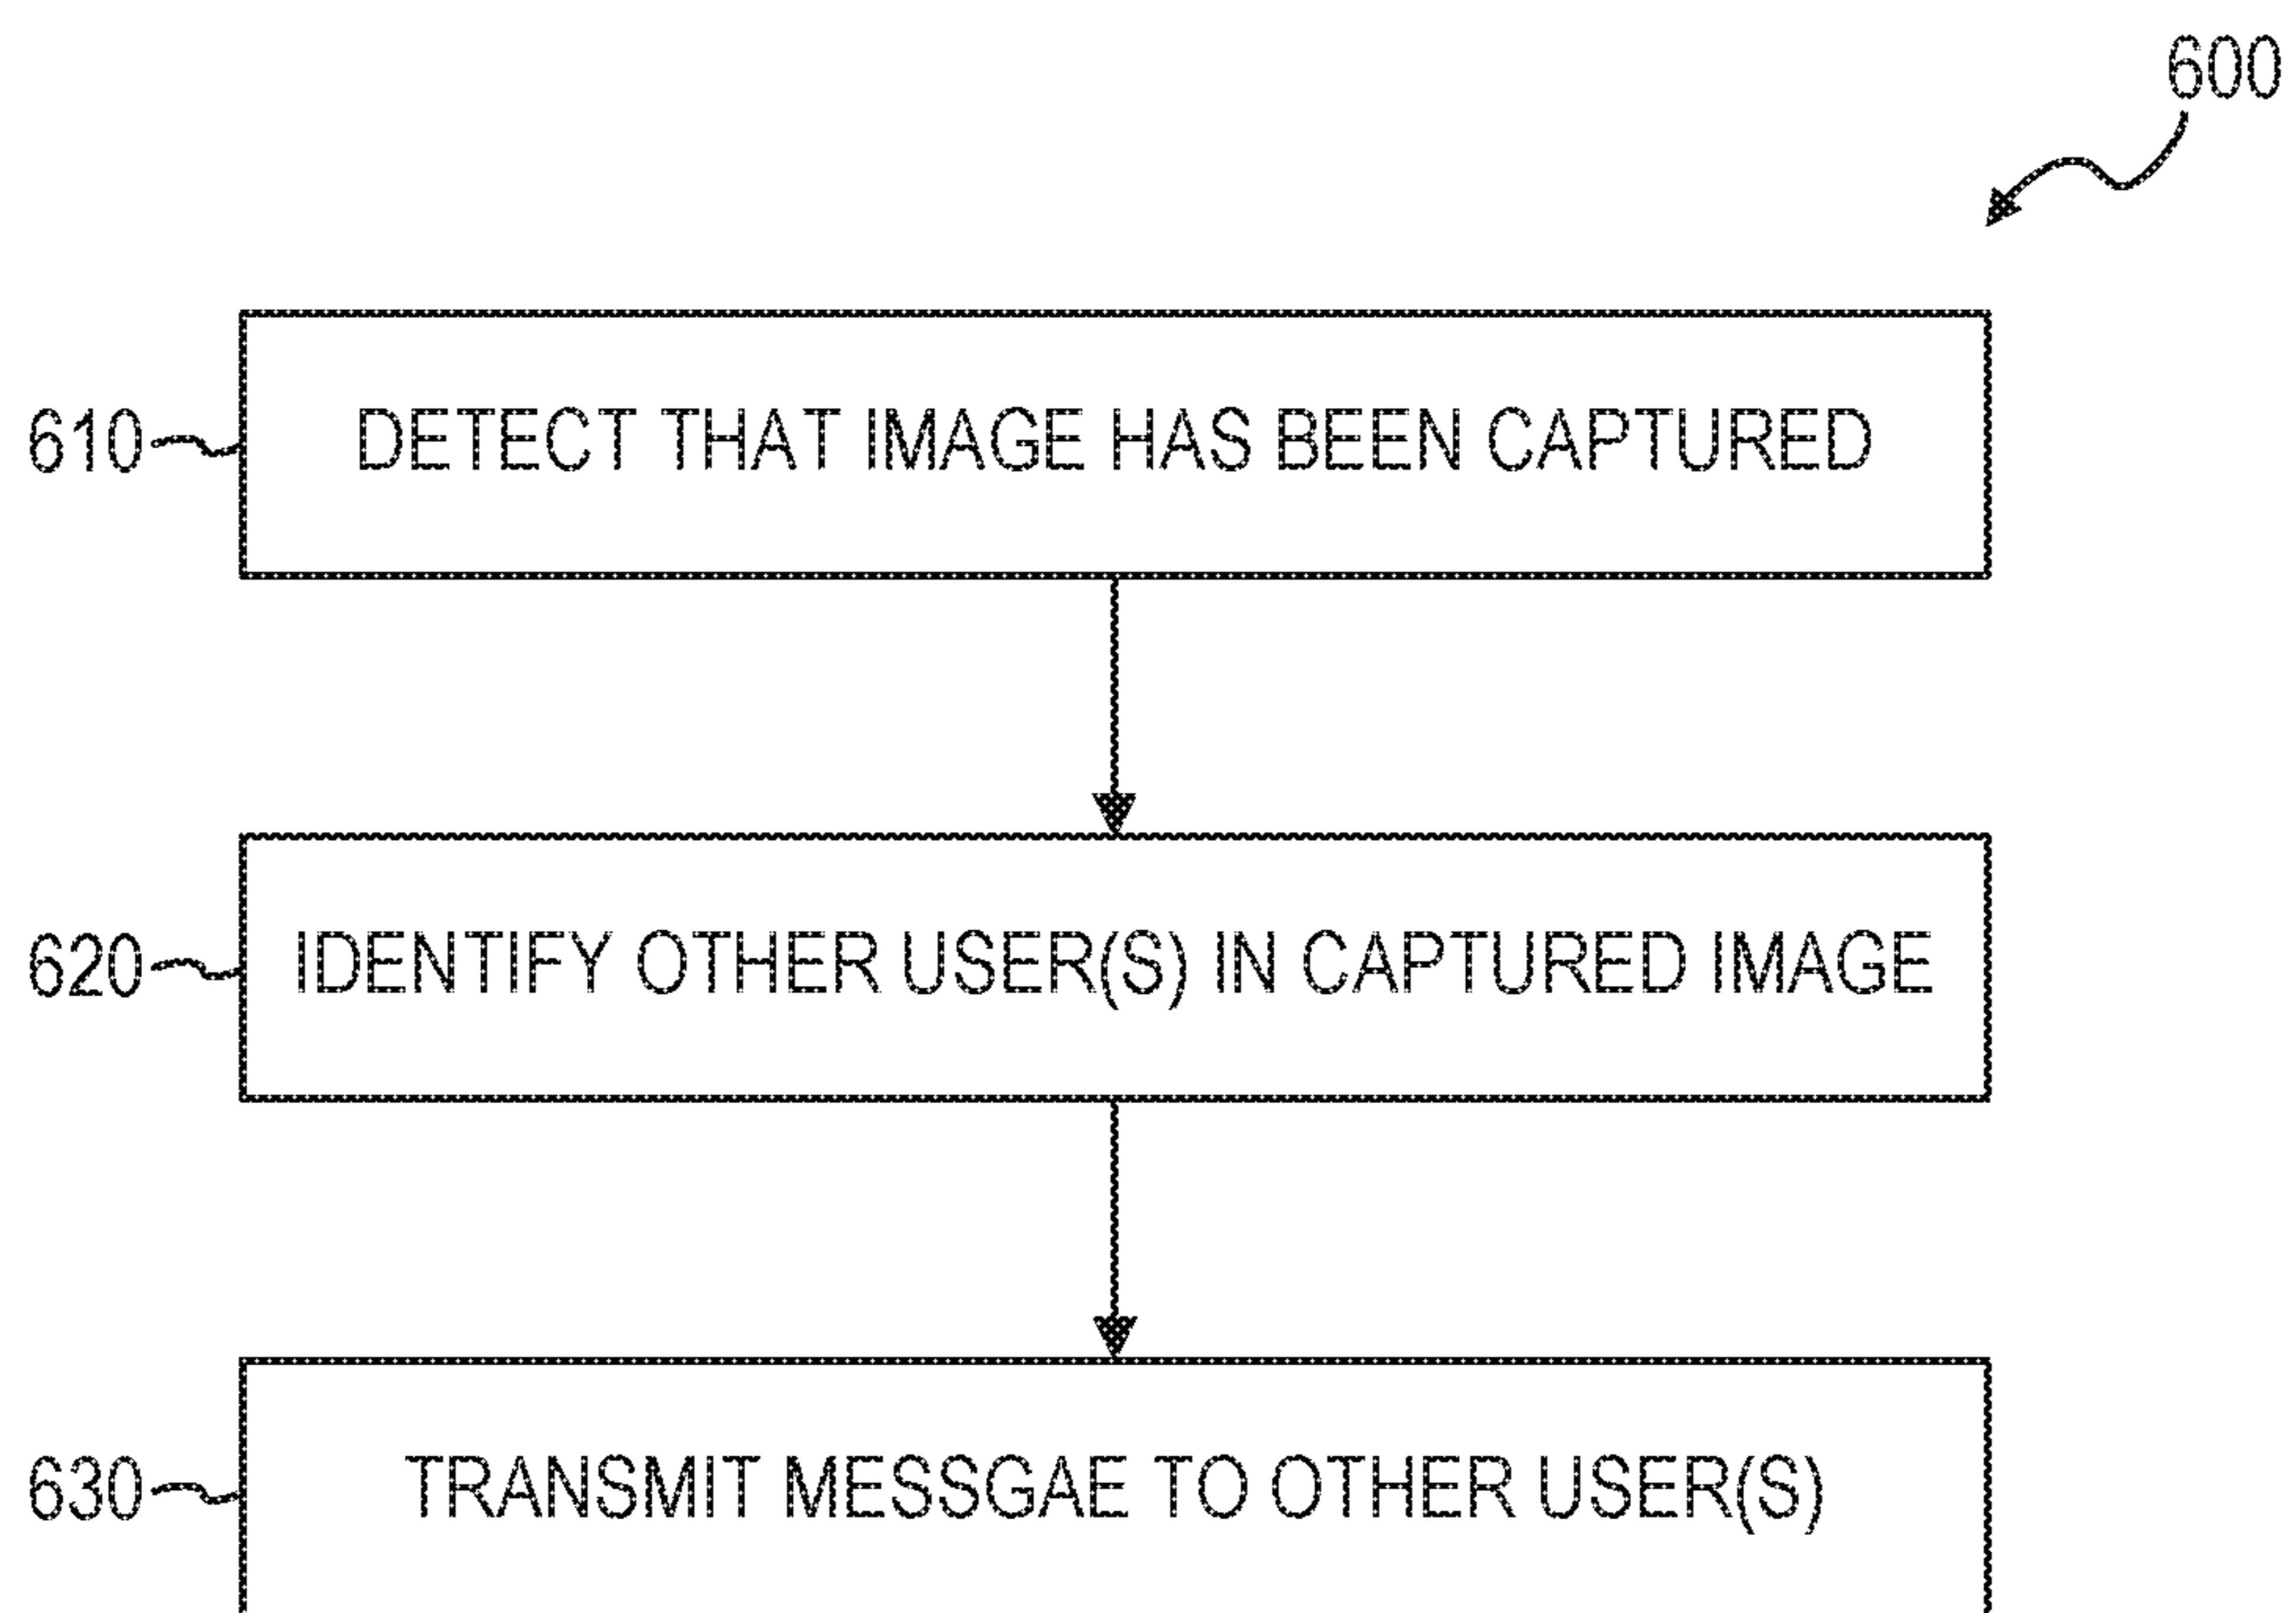 600
610 DETECT THAT IMAGE HAS BEEN CAPTURED
620 IDENTIFY OTHER USER(S) IN CAPTURED IMAGE
630 TRANSMIT MESSGAE TO OTHER USER(S)